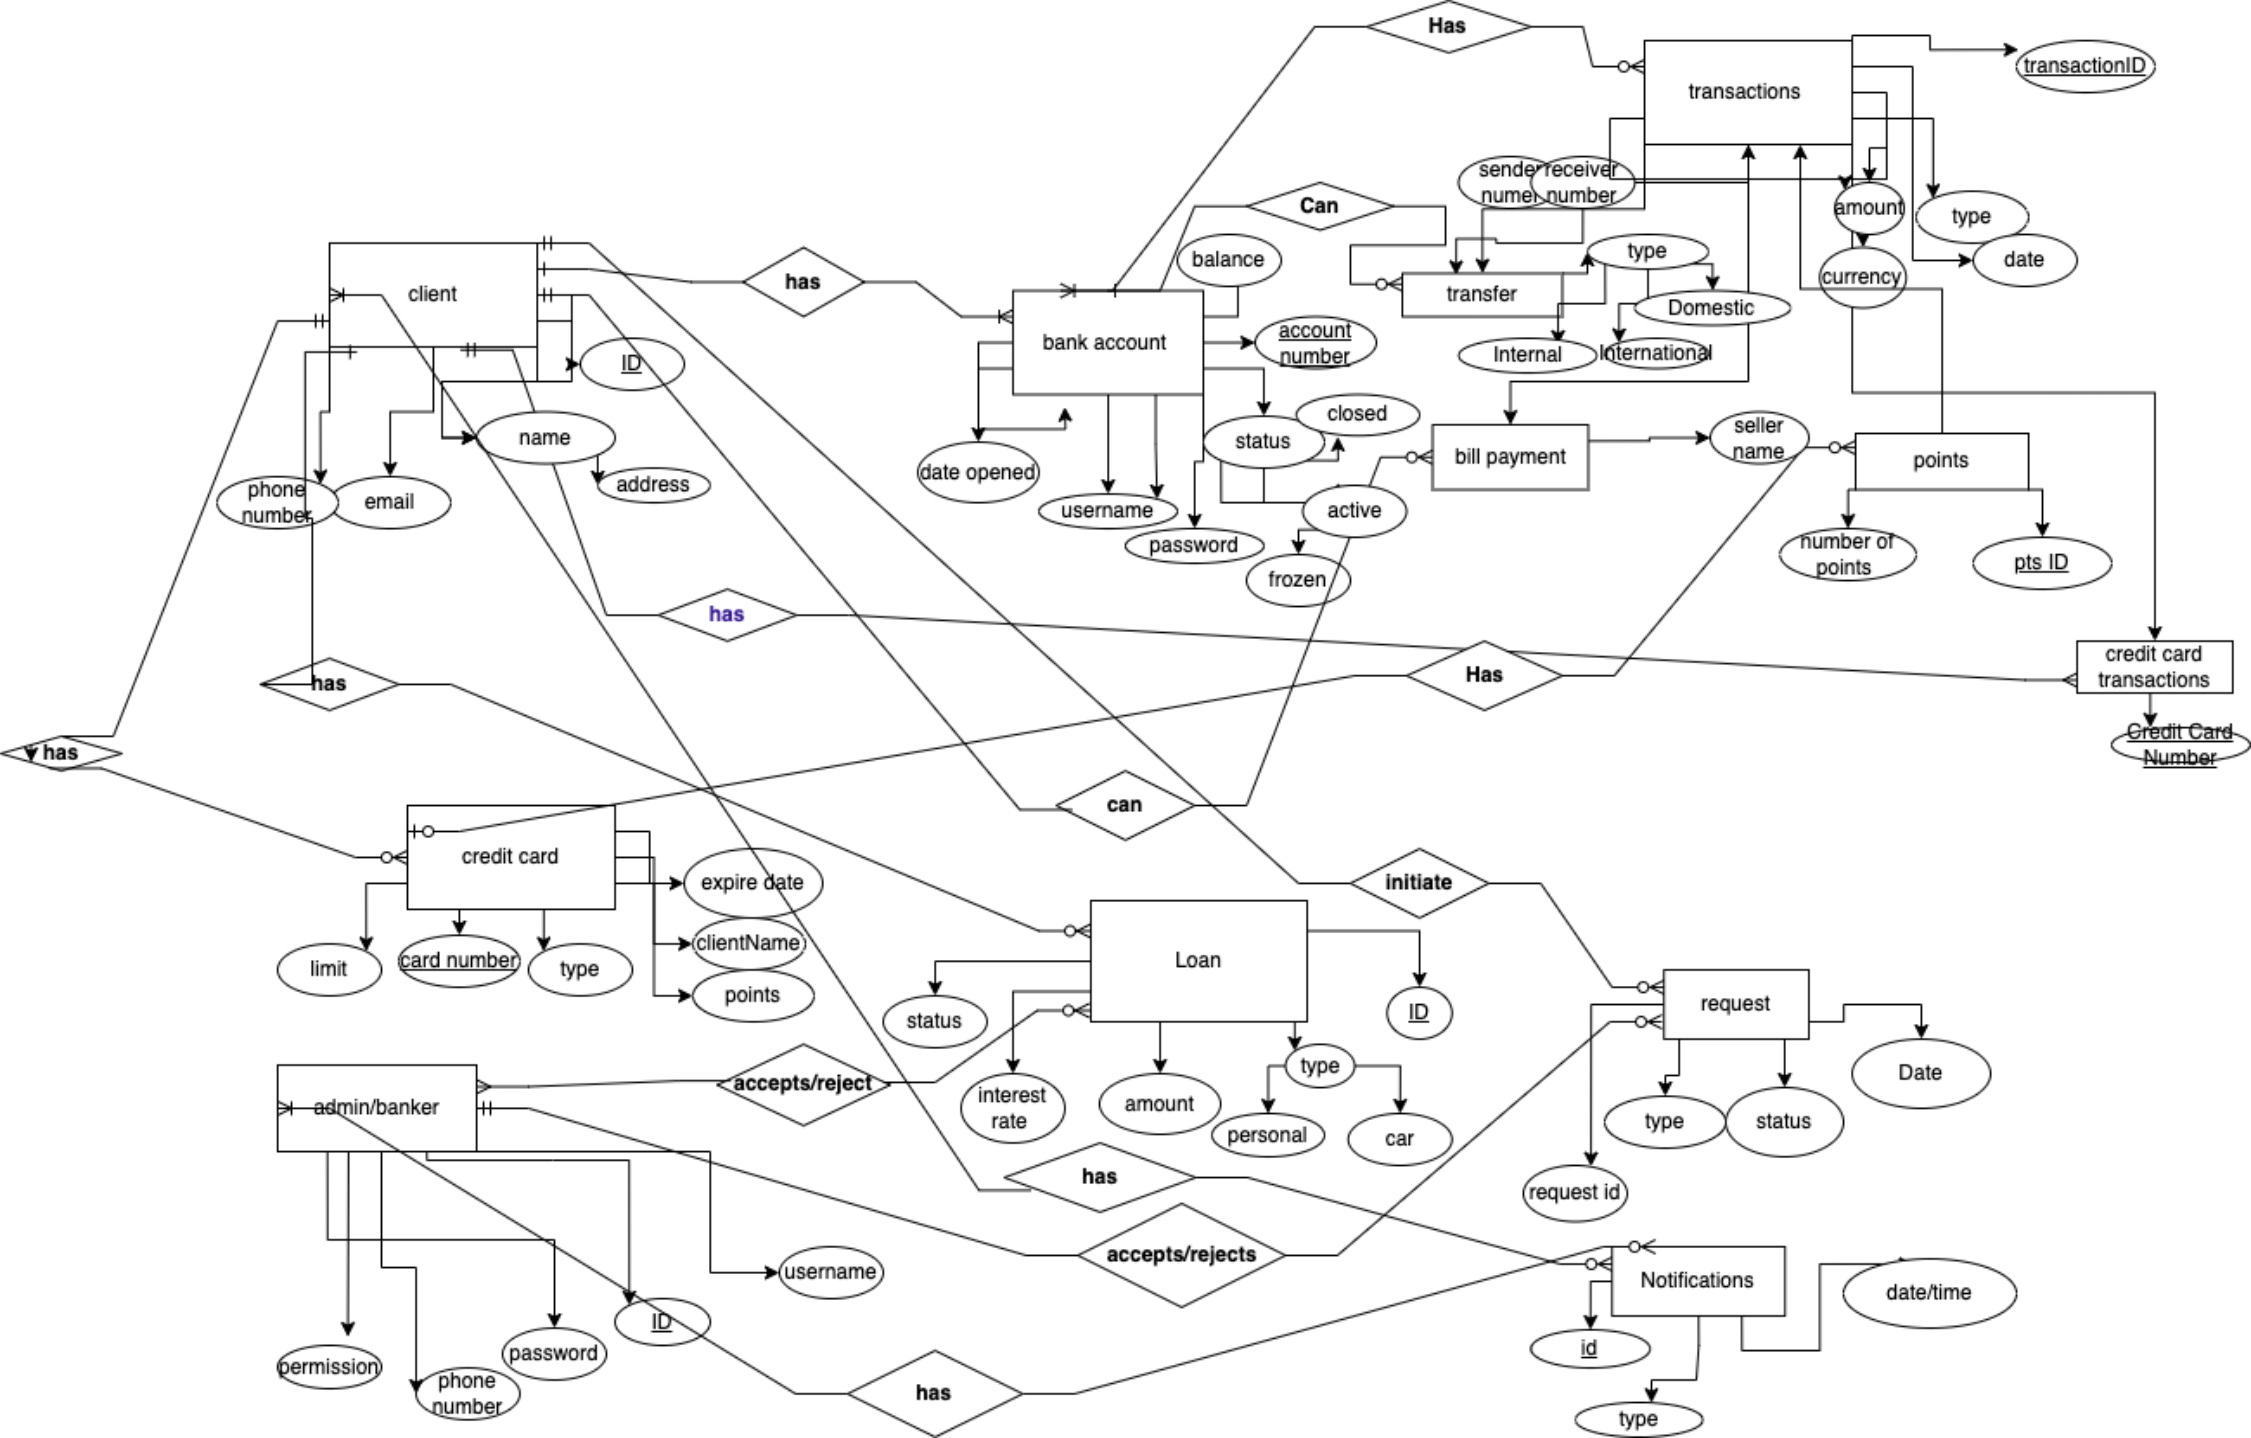 Has
transactions
transactionID
sender
numer
receiver
number
amount
type
date
currency
Can
balance
transfer
type
Domestic
Internal
International
client
has
bank account
account
number
ID
name
address
phone
number
email
date opened
username
password
status
closed
active
frozen
bill payment
seller
name
points
number of
points
pts ID
has
has
Has
credit card
transactions
Credit Card
Number
has
can
credit card
expire date
clientName
points
limit
card number
type
initiate
Loan
status
interest
rate
amount
type
personal
car
ID
request
type
status
Date
request id
accepts/reject
admin/banker
has
accepts/rejects
username
ID
password
permission
phone
number
has
Notifications
date/time
id
type